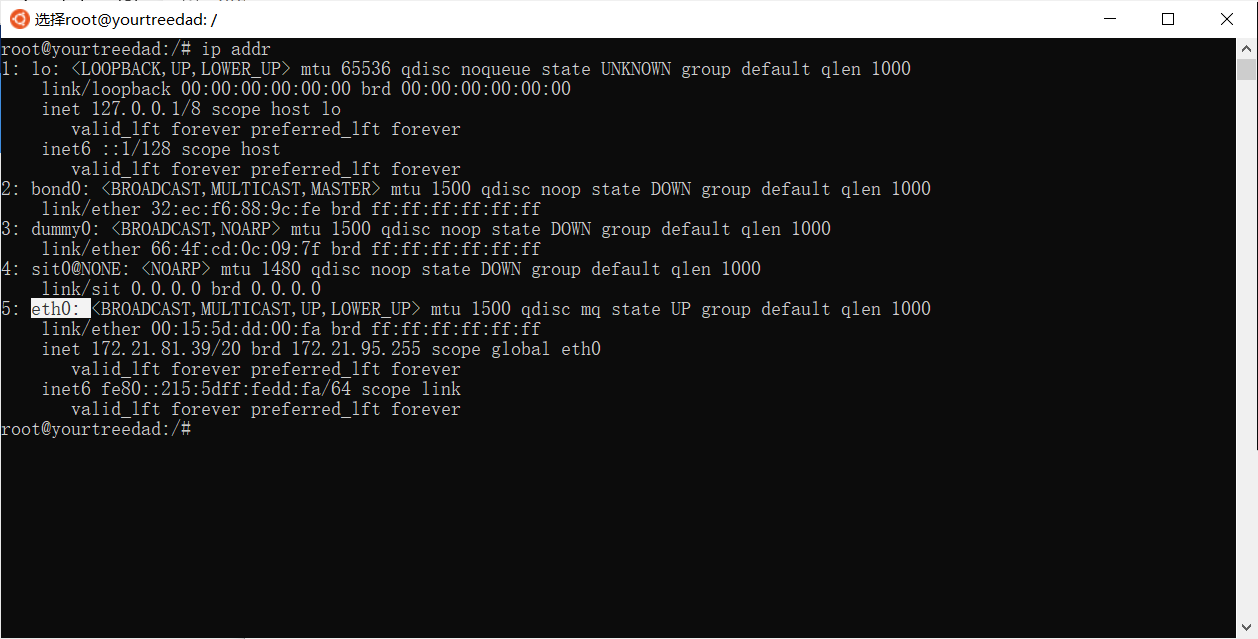 选择root@yourtreedad: /
root@yourtreedad:/# ip addr
1: lo: <LOOPBACK,UP,LOWER_UP> mtu 65536 qdisc noqueue state UNKNOWN group default qlen 1000
    link/loopback 00:00:00:00:00:00 brd 00:00:00:00:00:00
    inet 127.0.0.1/8 scope host lo
       valid_lft forever preferred_lft forever
    inet6 ::1/128 scope host
       valid_lft forever preferred_lft forever
2: bond0: <BROADCAST,MULTICAST,MASTER> mtu 1500 qdisc noop state DOWN group default qlen 1000
    link/ether 32:ec:f6:88:9c:fe brd ff:ff:ff:ff:ff:ff
3: dummy0: <BROADCAST,NOARP> mtu 1500 qdisc noop state DOWN group default qlen 1000
    link/ether 66:4f:cd:0c:09:7f brd ff:ff:ff:ff:ff:ff
4: sit0@NONE: <NOARP> mtu 1480 qdisc noop state DOWN group default qlen 1000
    link/sit 0.0.0.0 brd 0.0.0.0
5: eth0: <BROADCAST,MULTICAST,UP,LOWER_UP> mtu 1500 qdisc mq state UP group default qlen 1000
    link/ether 00:15:5d:dd:00:fa brd ff:ff:ff:ff:ff:ff
    inet 172.21.81.39/20 brd 172.21.95.255 scope global eth0
       valid_lft forever preferred_lft forever
    inet6 fe80::215:5dff:fedd:fa/64 scope link
       valid_lft forever preferred_lft forever
root@yourtreedad:/#